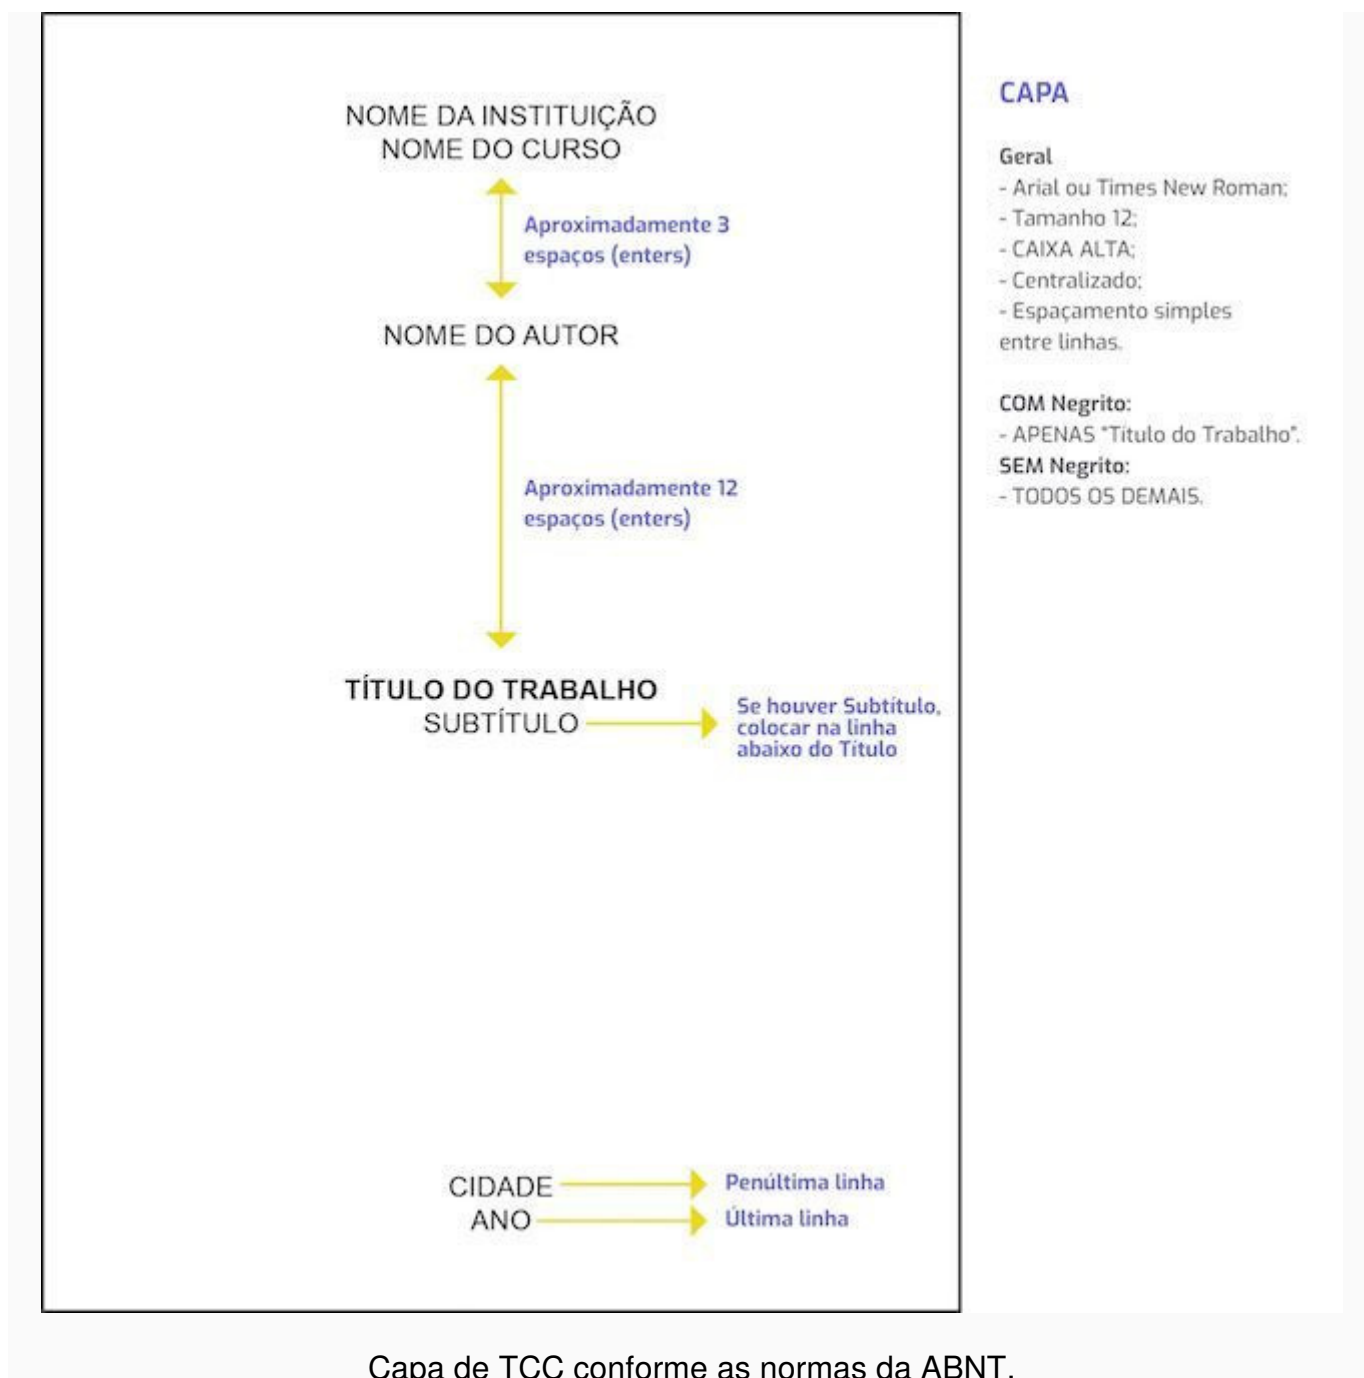 NOME DA INSTITUIÇÃO
NOME DO CURSO
Aproximadamente 3
espaços (enters)
NOME DO AUTOR
Aproximadamente 12
espaços (enters)
TÍTULO DO TRABALHO
SUBTÍTULO
Se houver Subtítulo,
colocar na linha
abaixo do Título
CIDADE
Penúltima linha
ANO
Última linha
CAPA
Geral
- Arial ou Times New Roman;
- Tamanho 12;
- CAIXA ALTA;
- Centralizado;
- Espaçamento simples
entre linhas.
COM Negrito:
- APENAS "Título do Trabalho".
SEM Negrito:
- TODOS OS DEMAIS.
Capa de TCC conforme as normas da ABNT.